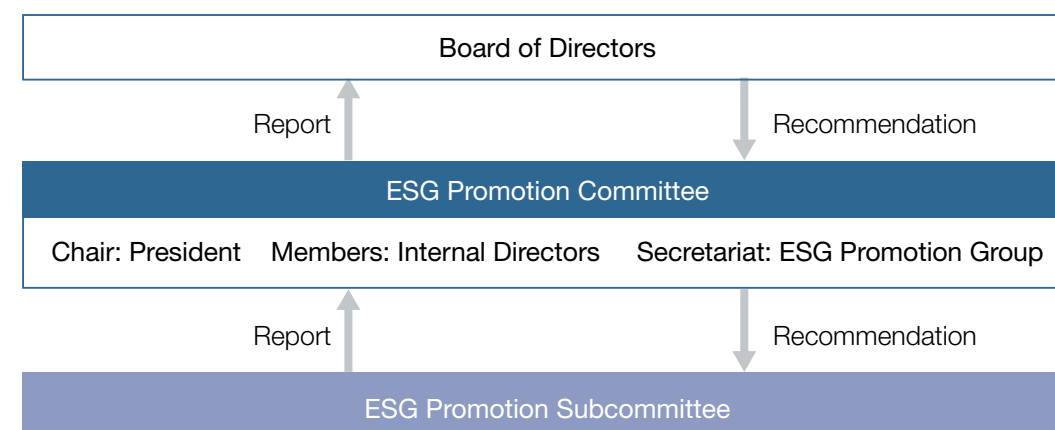 Board of Directors
Report Recommendation
ESG Promotion Committee
Chair: President Members: Internal Directors Secretariat: ESG Promotion Group
Report Recommendation
ESG Promotion Subcommittee